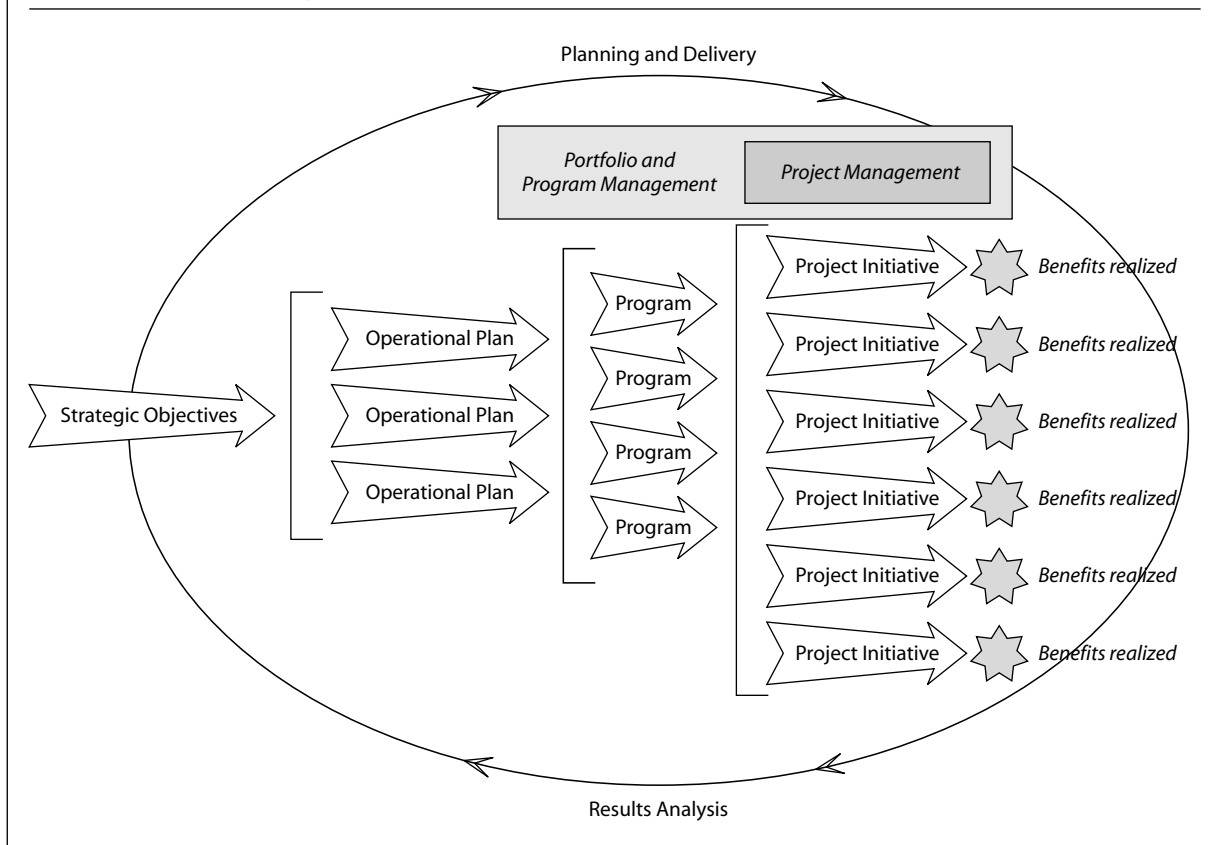 Planning and Delivery
Portfolio and
Program Management
Project Management
Strategic Objectives
Operational Plan
Operational Plan
Operational Plan
Program
Program
Program
Program
Project Initiative
Benefits realized
Project Initiative
Benefits realized
Project Initiative
Benefits realized
Project Initiative
Benefits realized
Project Initiative
Benefits realized
Project Initiative
Benefits realized
Results Analysis